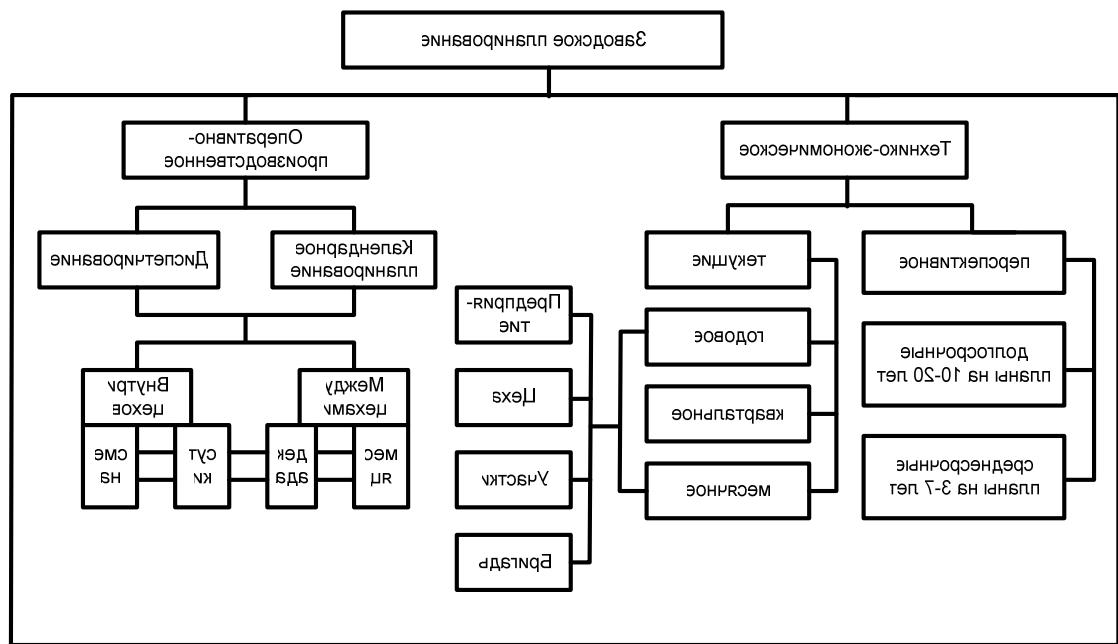 Заводское планирование
Технико-экономическое
Оперативно-
производственное
перспективное
долгосрочные
планы на 10-20 лет
среднесрочные
планы на 3-7 лет
текущие
годовое
квартальное
месячное
Предприя-
тие
Цеха
Участки
Бригадь
Календарное
планирование
Диспетчирование
Между
цехами
Внутри
цехов
мес
яц
дек
ада
сут
ки
сме
на